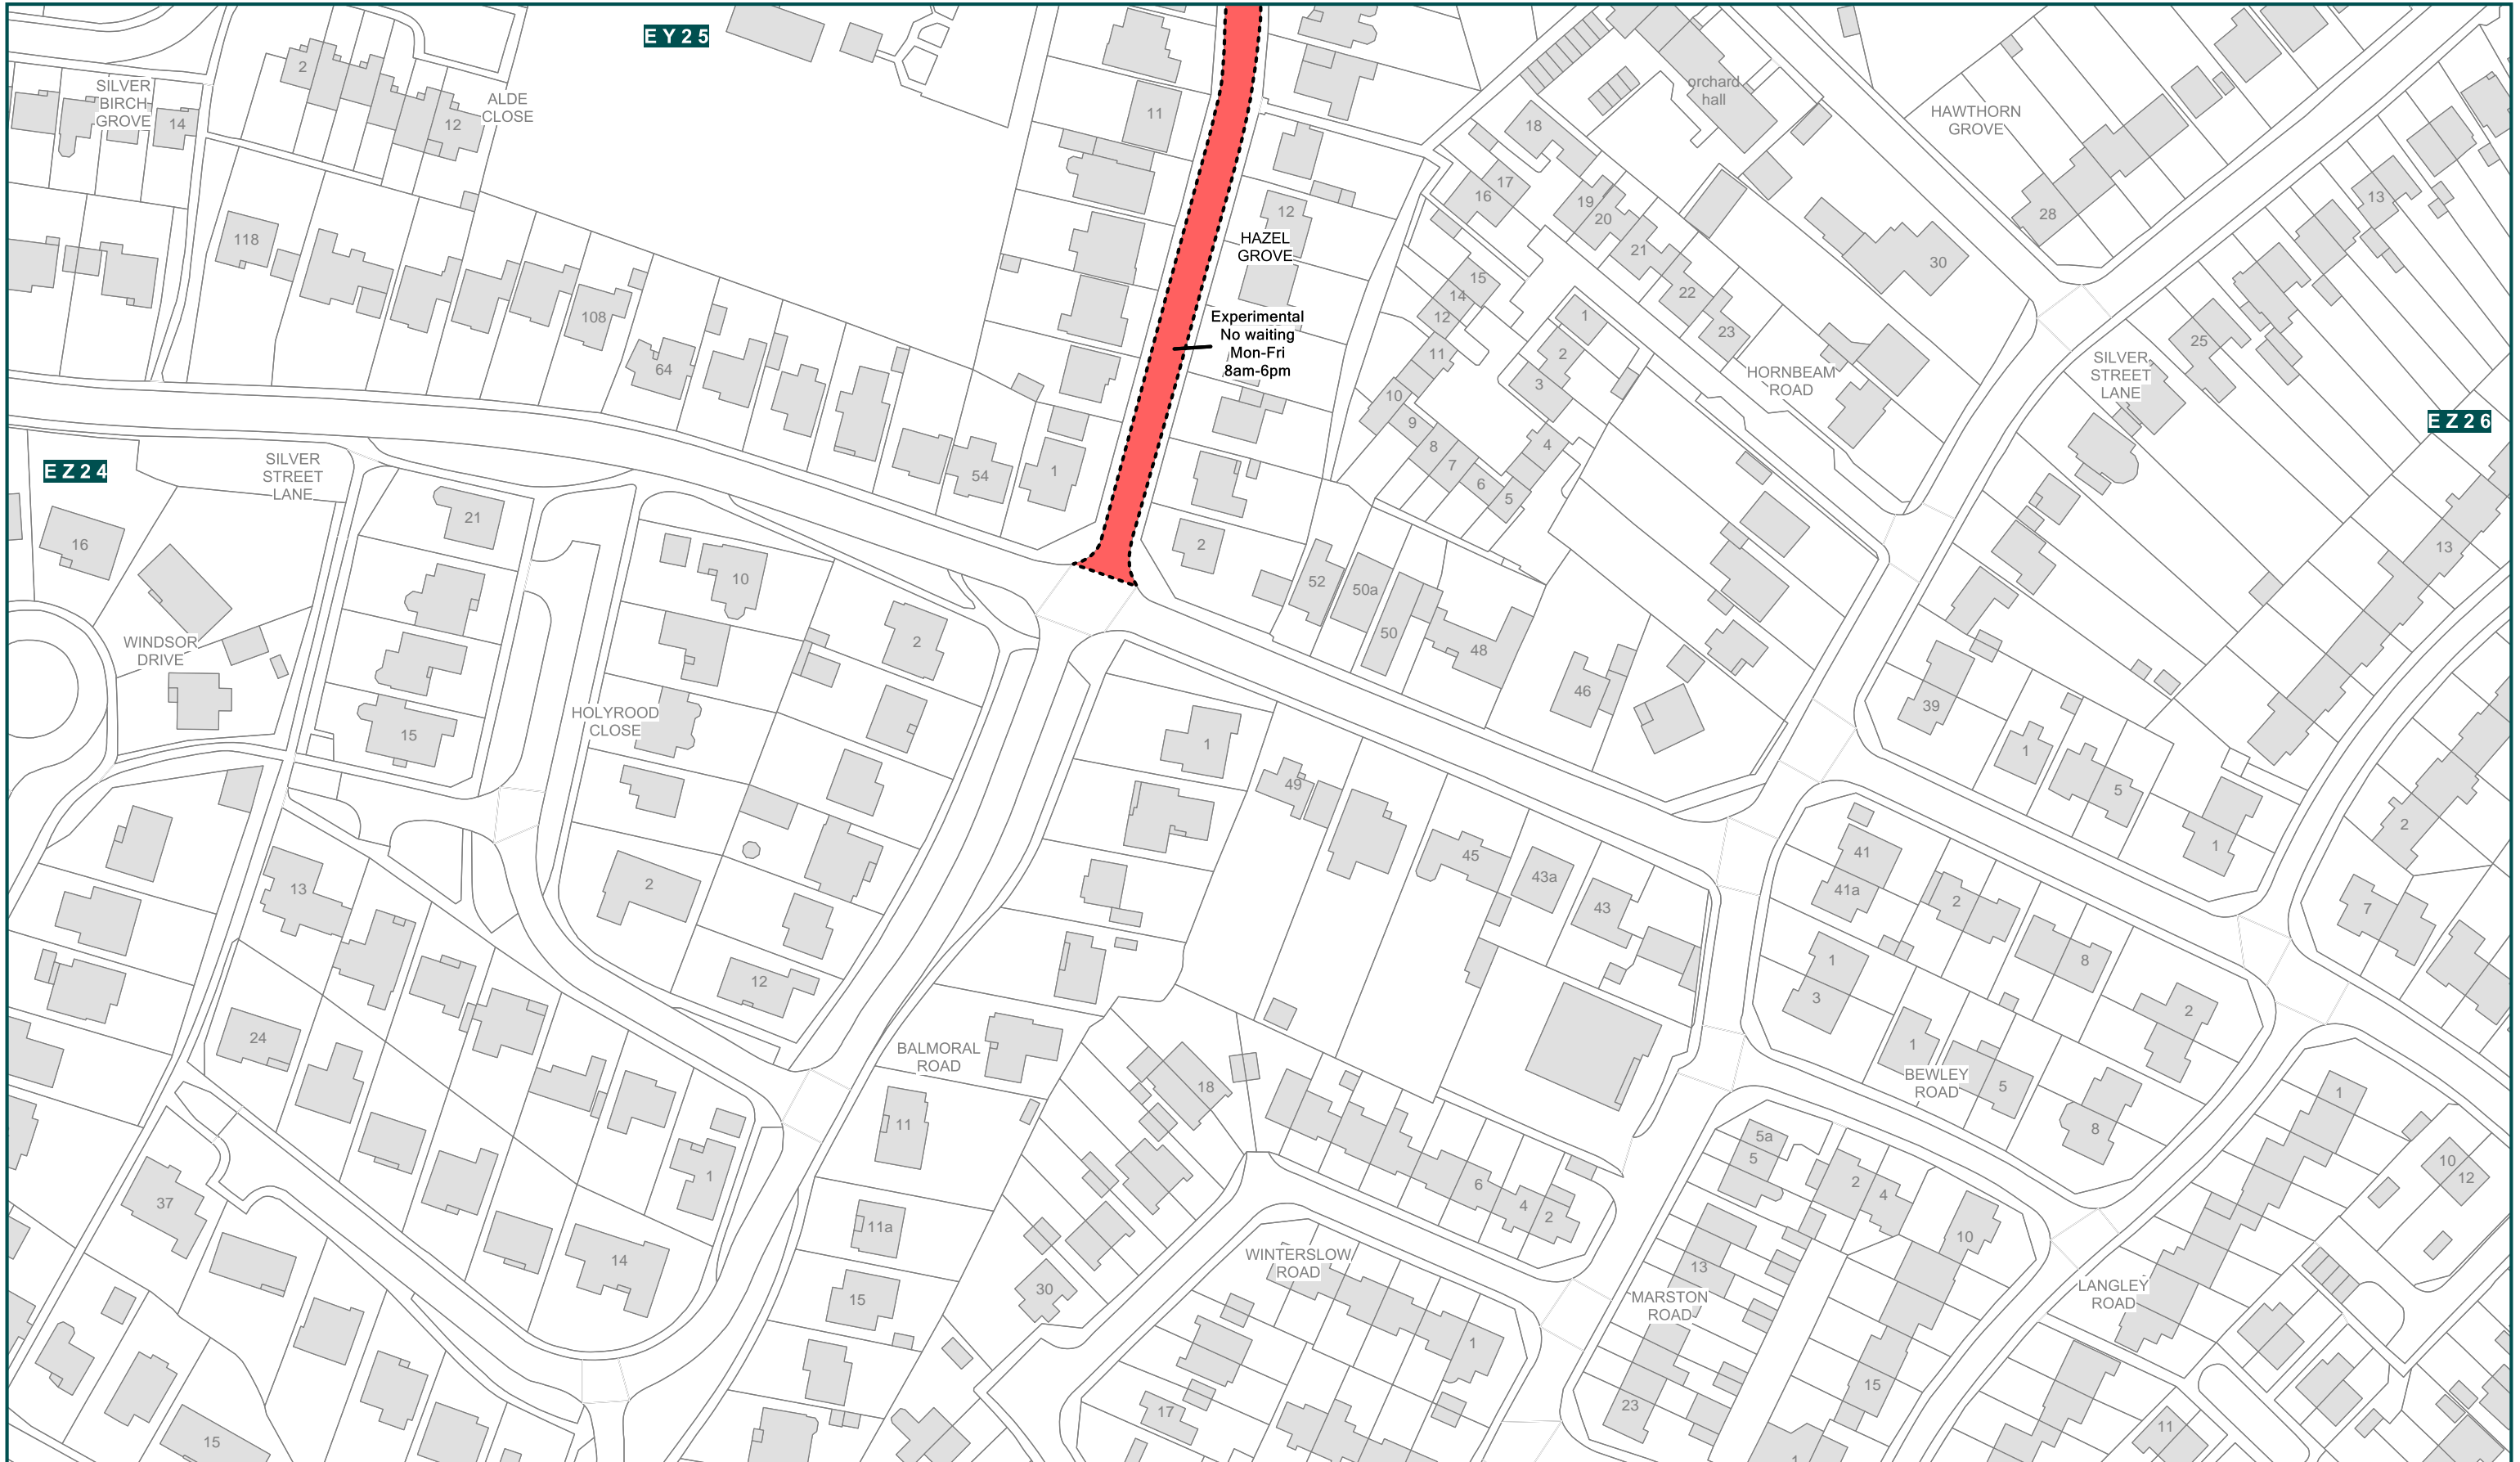 EY25
SILVER
BIRCH
GROVE
14
2
12
ALDE
CLOSE
11
orchard
hall
HAWTHORN
GROVE
28
13
18
17
16
19
20
21
22
23
30
12
HAZEL
GROVE
118
108
64
54
1
15
14
12
11
10
9
8
7
6
5
4
1
2
3
Experimental
No waiting
Mon-Fri
8am-6pm
HORNBEAM
ROAD
25
SILVER
STREET
LANE
EZ26
EZ24
SILVER
STREET
LANE
16
21
10
2
2
52
50a
50
48
46
13
39
1
5
1
2
7
WINDSOR
DRIVE
15
HOLYROOD
CLOSE
1
49
45
43a
43
41
41a
2
8
2
1
3
1
5
8
BEWLEY
ROAD
13
2
12
24
BALMORAL
ROAD
18
11
1
37
11a
14
15
30
6
4
2
5a
5
2
4
10
1
10
12
WINTERSLOW
ROAD
13
MARSTON
ROAD
LANGLEY
ROAD
1
17
15
23
15
11
1